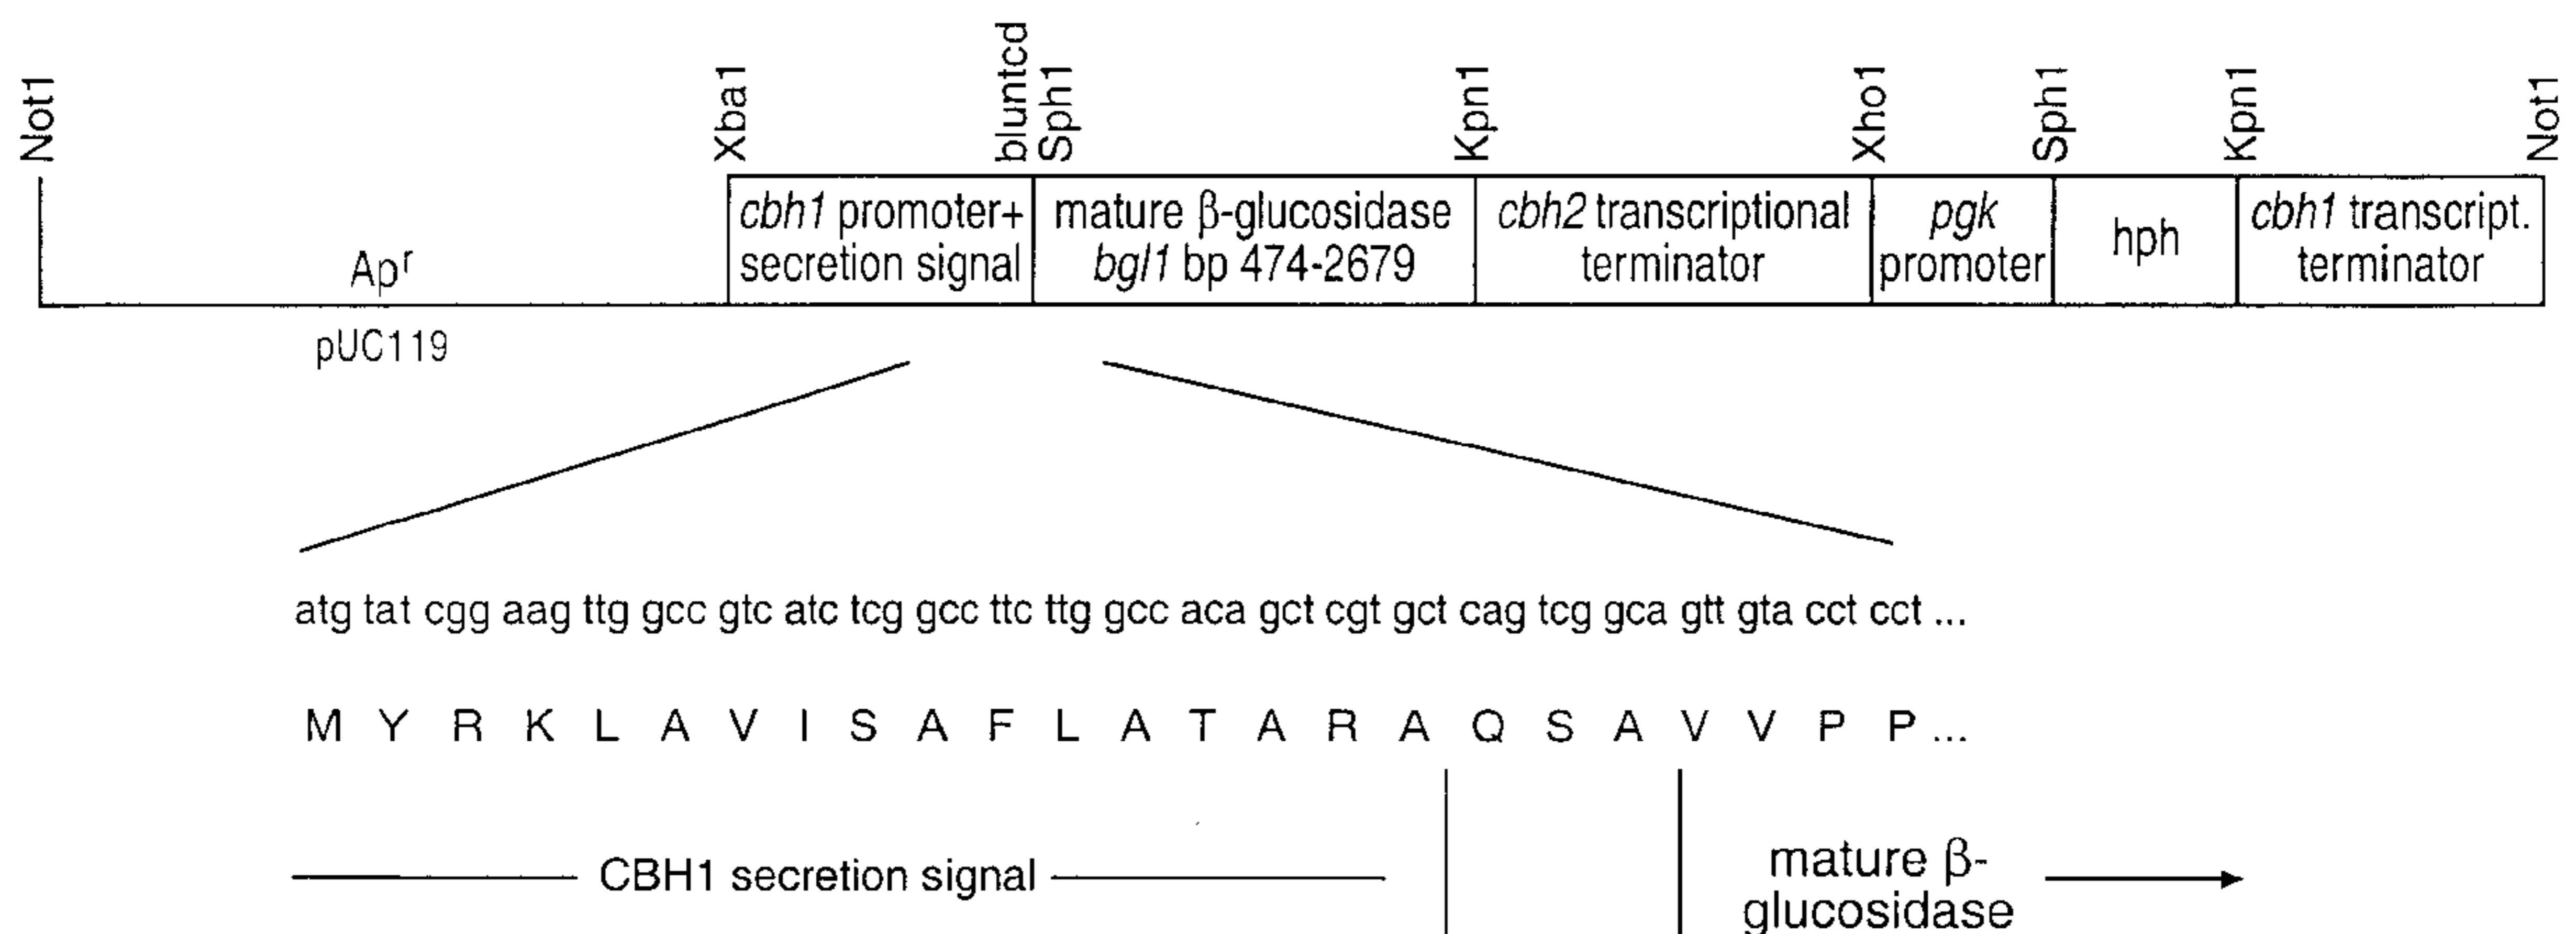 Not1 Xba1 bluntcd Sph1 Kpn1 Xho1 Sph1 Kpn1 Not1
Apr
cbh1 promoter+
secretion signal
mature β-glucosidase
bgl1 bp 474-2679
cbh2 transcriptional
terminator
pgk
promoter
hph
cbh1 transcript.
terminator
pUC119
atg tat cgg aag ttg gcc gtc atc tcg gcc ttc ttg gcc aca gct cgt gct cag tcg gca gtt gta cct cct ...
M Y R K L A V I S A F L A T A R A Q S A V V P P ...
CBH1 secretion signal
mature β-
glucosidase